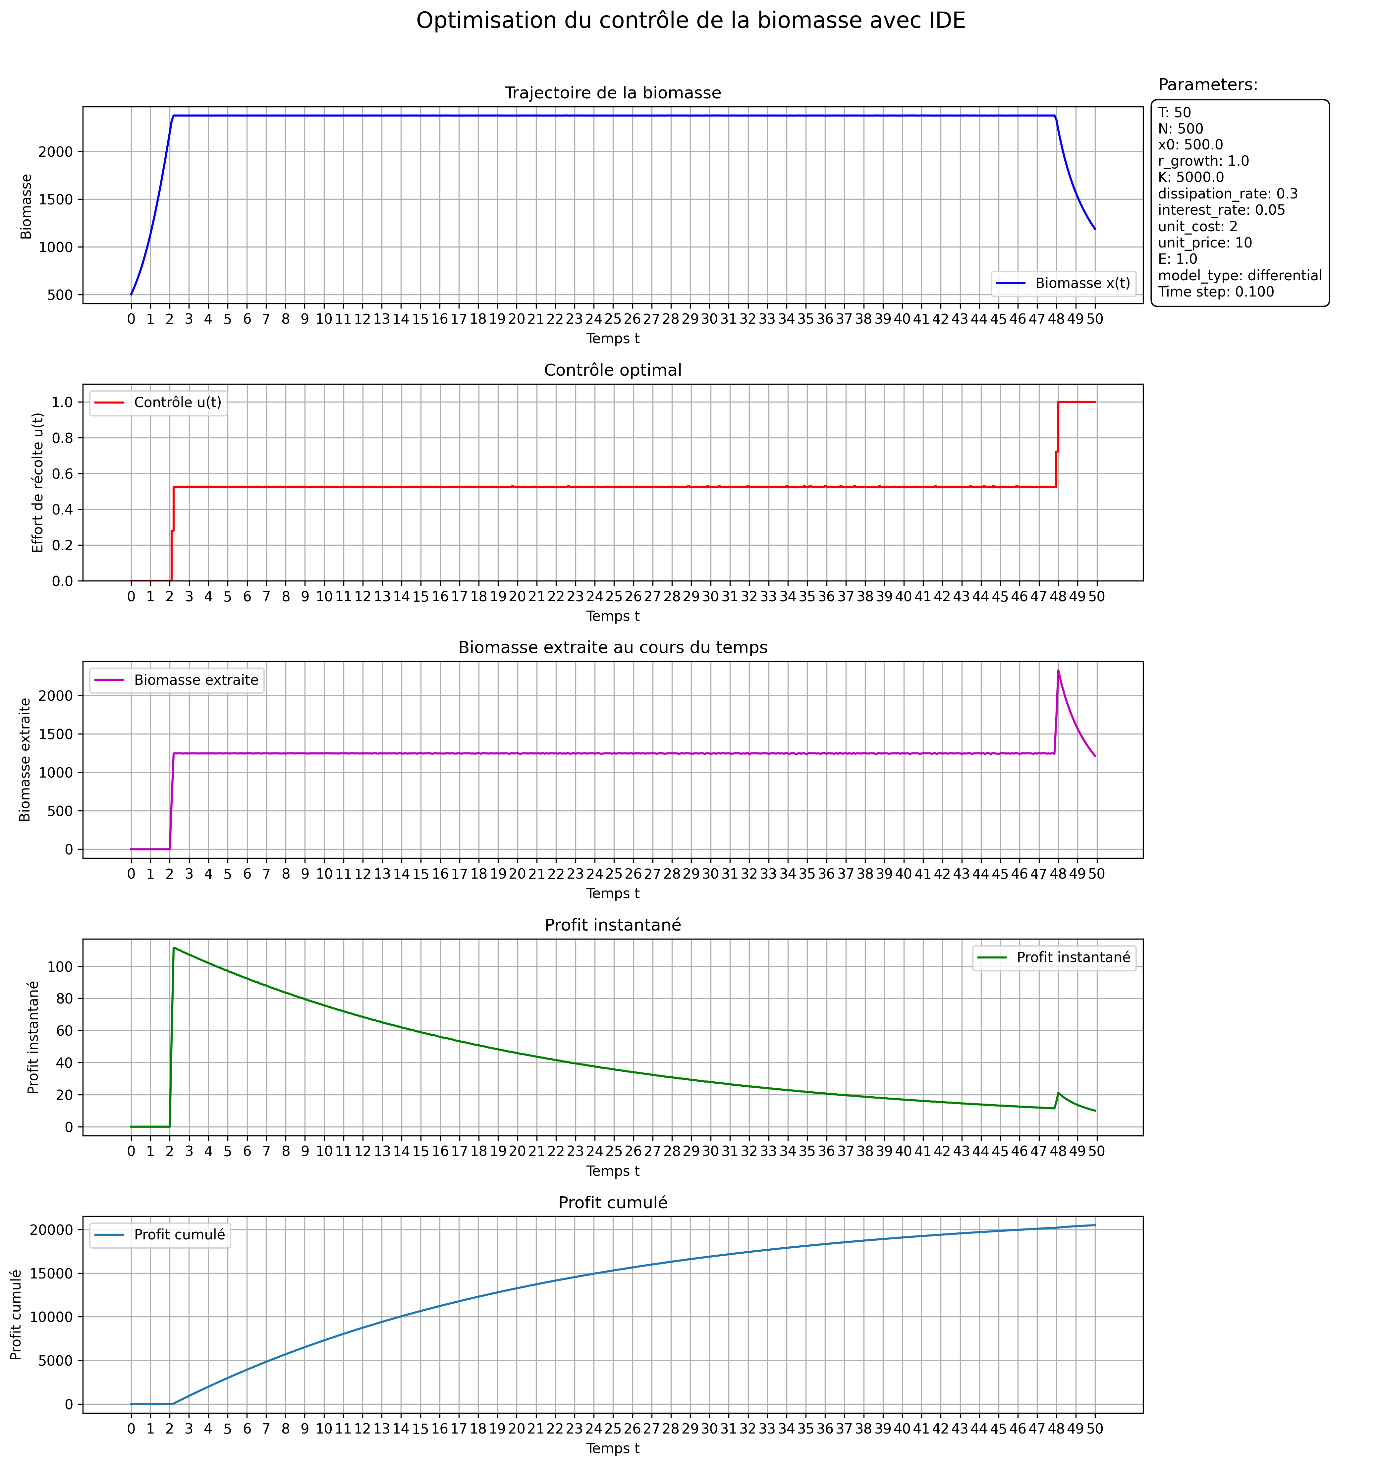 Optimisation du contrôle de la biomasse avec IDE
Trajectoire de la biomasse
Biomasse
2000
1500
1000
500
Biomasse x(t)
0 1 2 3 4 5 6 7 8 9 10 11 12 13 14 15 16 17 18 19 20 21 22 23 24 25 26 27 28 29 30 31 32 33 34 35 36 37 38 39 40 41 42 43 44 45 46 47 48 49 50
Temps t
Parameters:
T: 50
N: 500
x0: 500.0
r_growth: 1.0
K: 5000.0
dissipation_rate: 0.3
interest_rate: 0.05
unit_cost: 2
unit_price: 10
E: 1.0
model_type: differential
Time step: 0.100
Contrôle optimal
Effort de récolte u(t)
1.0
0.8
0.6
0.4
0.2
0.0
Contrôle u(t)
0 1 2 3 4 5 6 7 8 9 10 11 12 13 14 15 16 17 18 19 20 21 22 23 24 25 26 27 28 29 30 31 32 33 34 35 36 37 38 39 40 41 42 43 44 45 46 47 48 49 50
Temps t
Biomasse extraite au cours du temps
Biomasse extraite
2000
1500
1000
500
0
Biomasse extraite
0 1 2 3 4 5 6 7 8 9 10 11 12 13 14 15 16 17 18 19 20 21 22 23 24 25 26 27 28 29 30 31 32 33 34 35 36 37 38 39 40 41 42 43 44 45 46 47 48 49 50
Temps t
Profit instantané
Profit instantané
100
80
60
40
20
0
Profit instantané
0 1 2 3 4 5 6 7 8 9 10 11 12 13 14 15 16 17 18 19 20 21 22 23 24 25 26 27 28 29 30 31 32 33 34 35 36 37 38 39 40 41 42 43 44 45 46 47 48 49 50
Temps t
Profit cumulé
Profit cumulé
20000
15000
10000
5000
0
Profit cumulé
0 1 2 3 4 5 6 7 8 9 10 11 12 13 14 15 16 17 18 19 20 21 22 23 24 25 26 27 28 29 30 31 32 33 34 35 36 37 38 39 40 41 42 43 44 45 46 47 48 49 50
Temps t